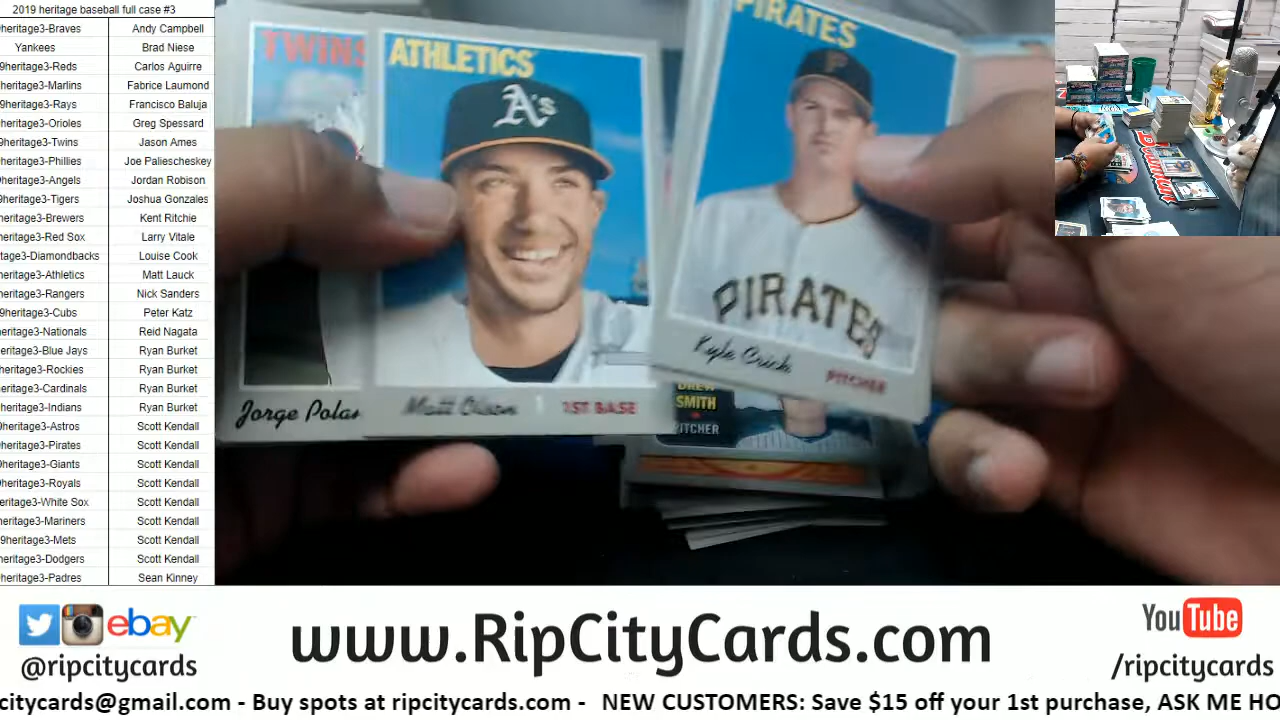 2019 heritage baseball full case #3
heritage3-Braves Andy Campbell
Yankees Brad Niese
9heritage3-Reds Carlos Aguirre
heritage3-Marlins Fabrice Laumond
9heritage3-Rays Francisco Baluja
heritage3-Orioles Greg Spessard
9heritage3-Twins Jason Ames
heritage3-Phillies Joe Paliescheskey
heritage3-Angels Jordan Robison
9heritage3-Tigers Joshua Gonzales
heritage3-Brewers Kent Ritchie
heritage3-Red Sox Larry Vitale
tage3-Diamondbacks Louise Cook
heritage3-Athletics Matt Lauck
heritage3-Rangers Nick Sanders
9heritage3-Cubs Peter Katz
heritage3-Nationals Reid Nagata
eritage3-Blue Jays Ryan Burket
heritage3-Rockies Ryan Burket
heritage3-Cardinals Ryan Burket
9heritage3-Indians Ryan Burket
9heritage3-Astros Scott Kendall
heritage3-Pirates Scott Kendall
9heritage3-Giants Scott Kendall
9heritage3-Royals Scott Kendall
eritage3-White Sox Scott Kendall
heritage3-Mariners Scott Kendall
9heritage3-Mets Scott Kendall
heritage3-Dodgers Scott Kendall
heritage3-Padres Sean Kinney
TWINS
ATHLETICS
PIRATES
A's
P
PIRATES
Kyle Crick PITCHER
Jorge Polan
Matt Olson 1ST BASE
DREW
SMITH
PITCHER
ebay
@ripcitycards
www.RipCityCards.com
YouTube
/ripcitycards
citycards@gmail.com - Buy spots at ripcitycards.com - NEW CUSTOMERS: Save $15 off your 1st purchase, ASK ME HO